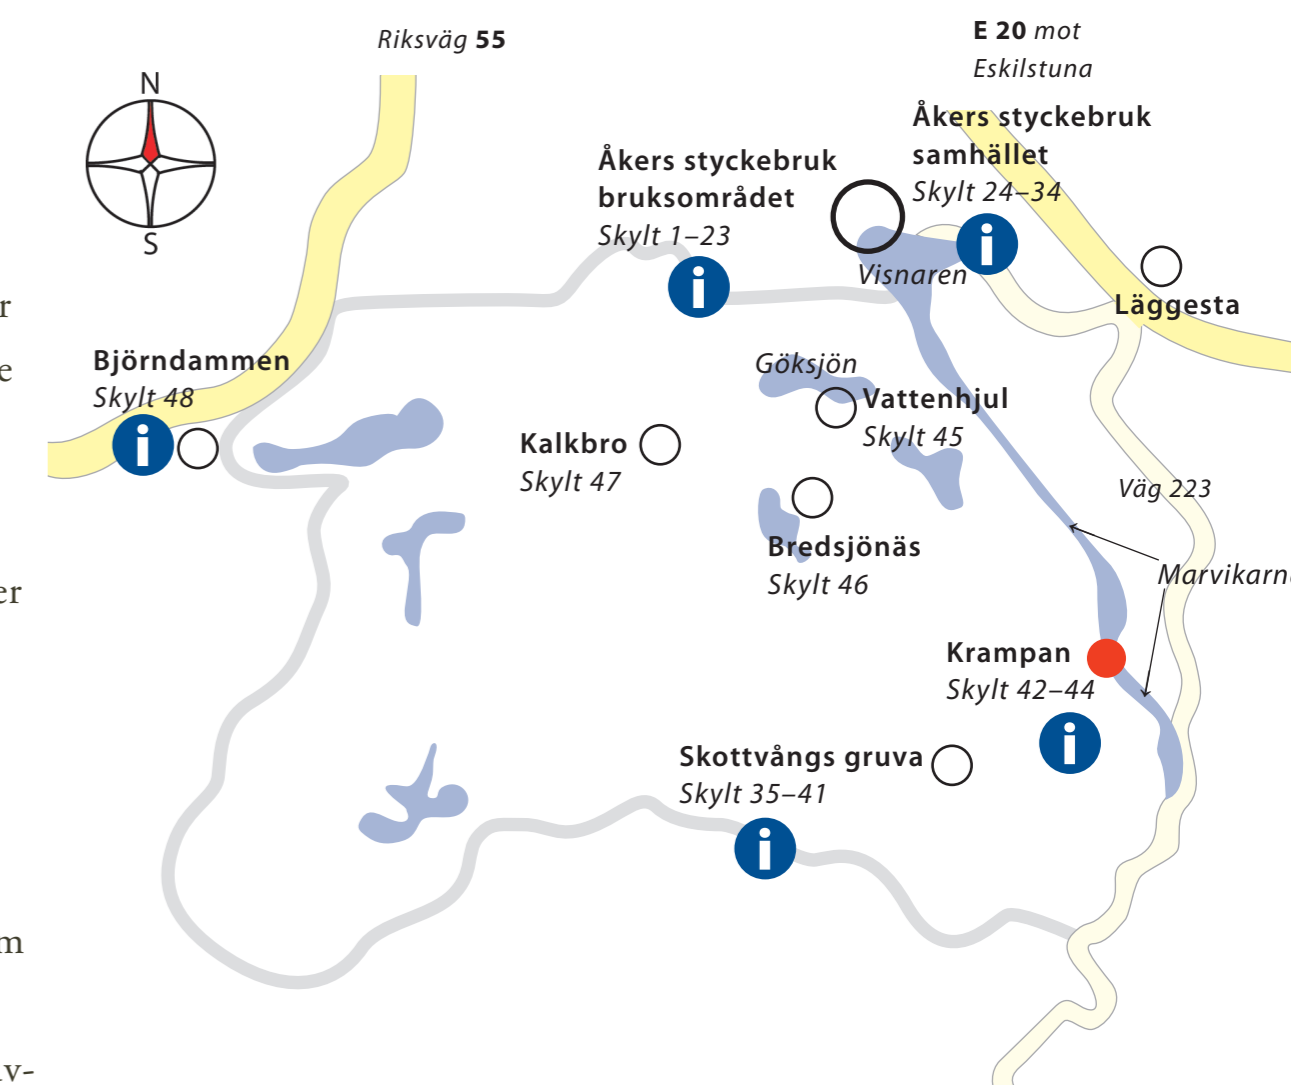 Riksväg 55
E 20 mot
Eskilstuna
N
S
Åkers styckebruk
samhället
Skylt 24–34
Åkers styckebruk
bruksområdet
Skylt 1–23
i
i
Visnaren
Läggesta
r
e
Björndammen
Skylt 48
i
Göksjön
Vattenhjul
Skylt 45
Kalkbro
Skylt 47
Väg 223
Bredsjönäs
Skylt 46
Marvikarn
er
Krampan
Skylt 42–44
i
Skottvångs gruva
Skylt 35–41
i
m
v-